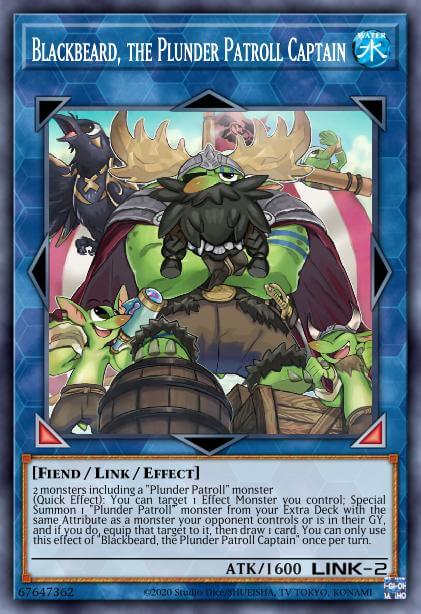 BLACKBEARD, THE PLUNDER PATROLL CAPTAIN
WATER
水
[FIEND / LINK / EFFECT]
2 monsters including a "Plunder Patroll" monster
(Quick Effect): You can target 1 Effect Monster you control; Special
Summon 1 "Plunder Patroll" monster from your Extra Deck with the
same Attribute as a monster your opponent controls or is in their GY,
and if you do, equip that target to it, then draw 1 card. You can only use
this effect of "Blackbeard, the Plunder Patroll Captain" once per turn.
ATK/1600 LINK-2
67647362 ©2020 Studio Dice/SHUEISHA, TV TOKYO, KONAMI